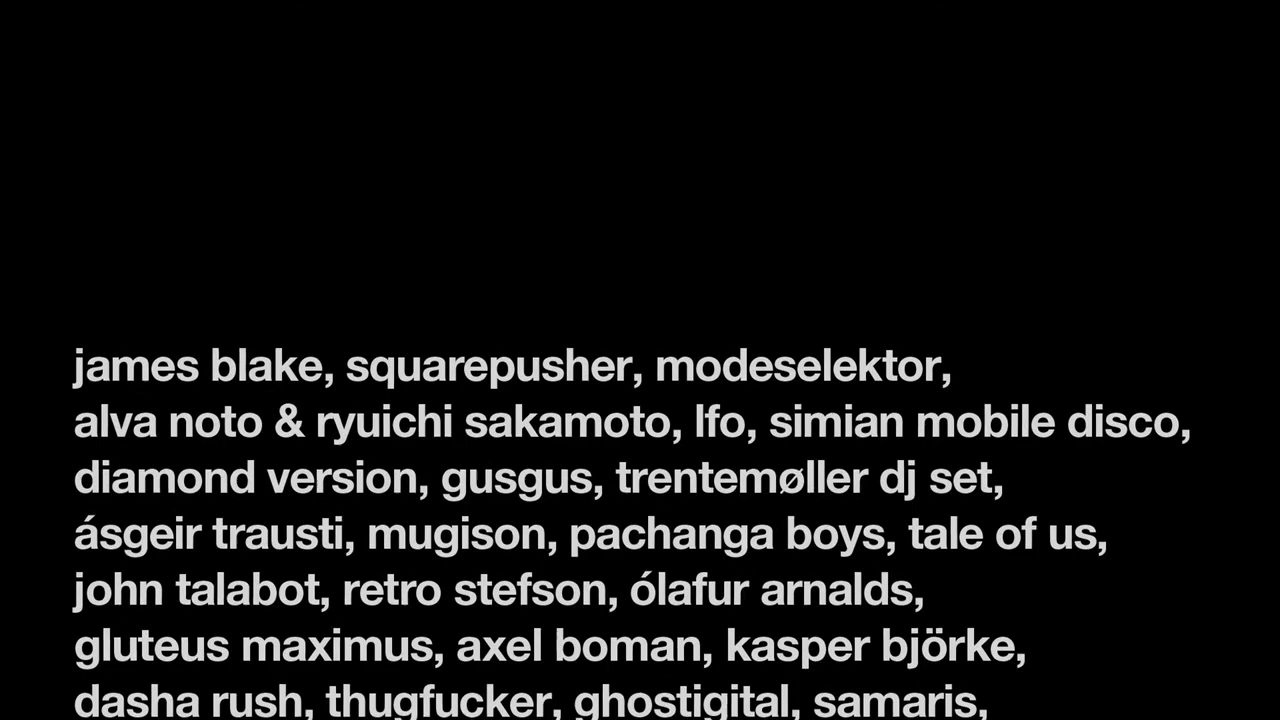 james blake, squarepusher, modeselektor,
alva noto & ryuichi sakamoto, lfo, simian mobile disco,
diamond version, gusgus, trentemøller dj set,
ásgeir trausti, mugison, pachanga boys, tale of us,
john talabot, retro stefson, ólafur arnalds,
gluteus maximus, axel boman, kasper björke,
dasha rush, thugfucker, ghostigital, samaris,